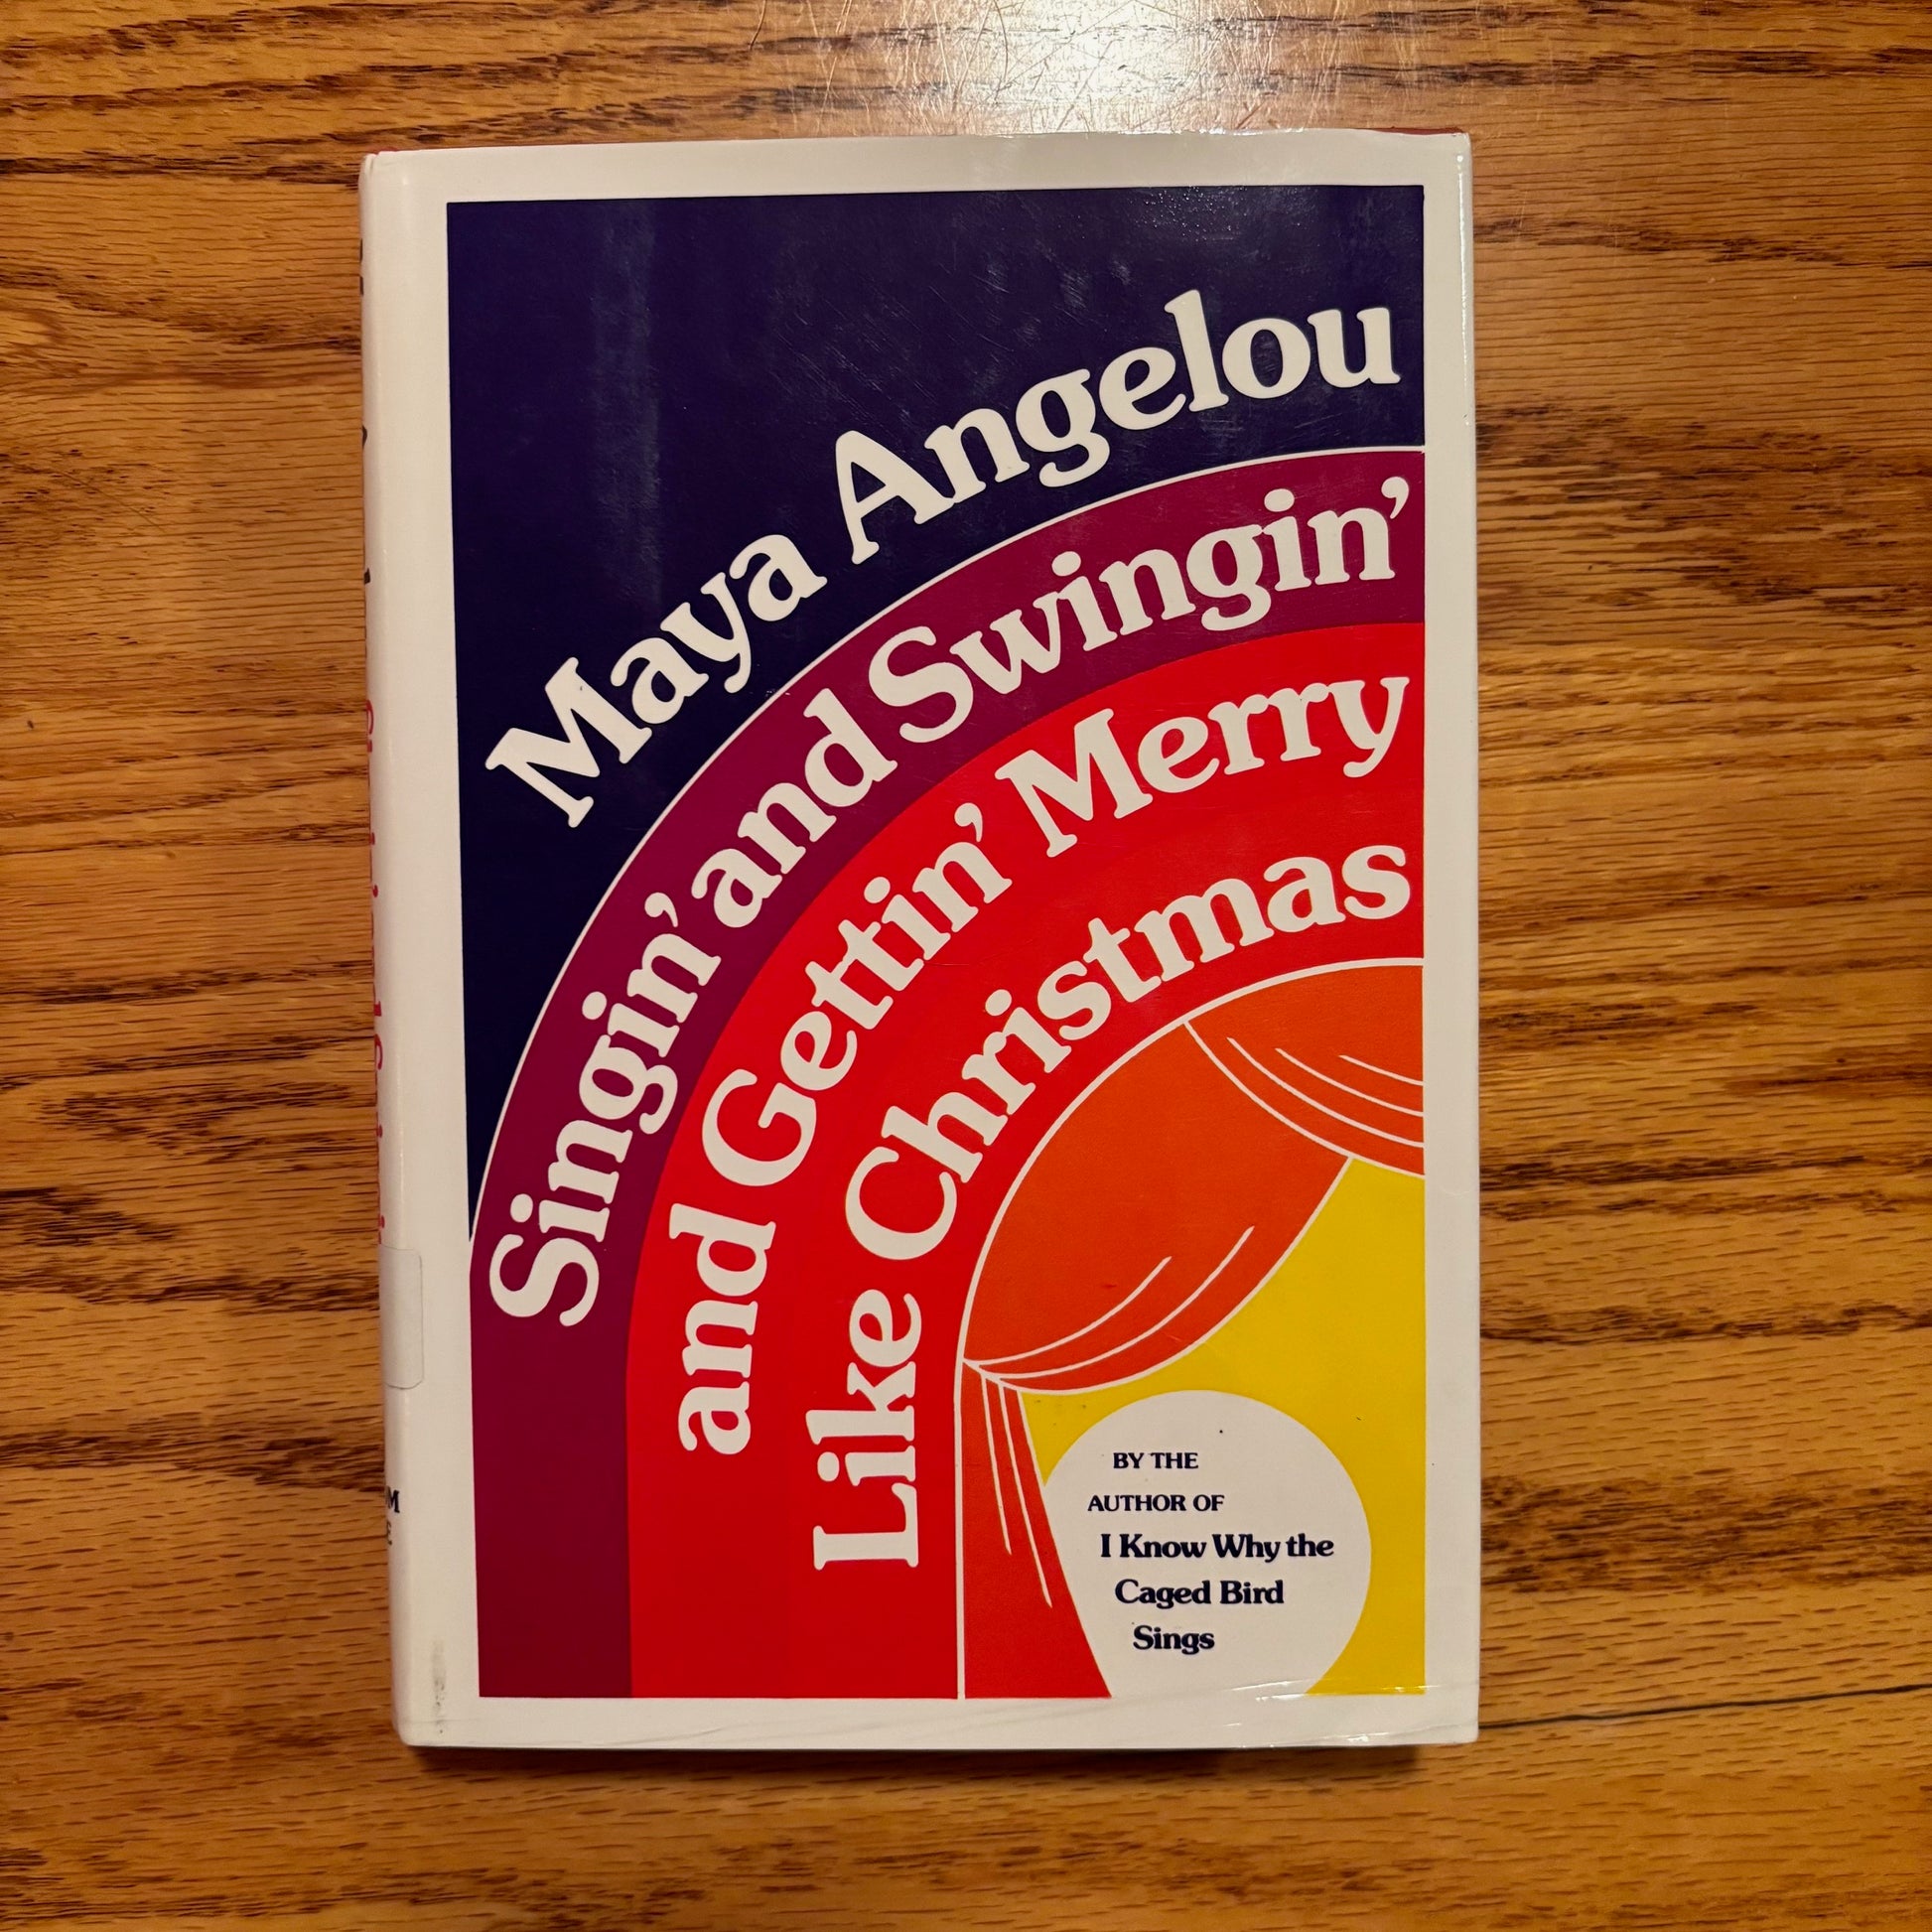 Maya Angelou
Singin’ and Swingin’
and Gettin’ Merry
Like Christmas
BY THE
AUTHOR OF
I Know Why the
Caged Bird
Sings